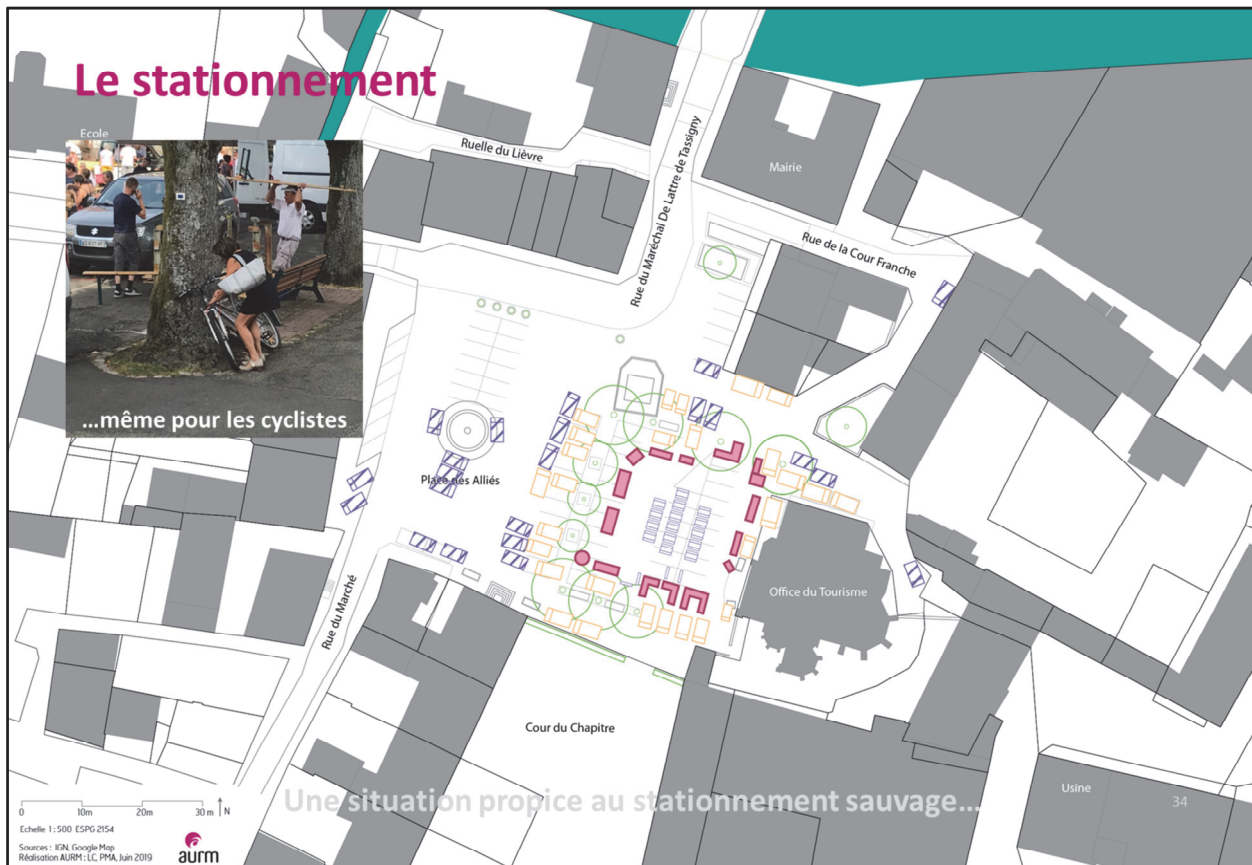 Le stationnement
Ecole
...même pour les cyclistes
Ruelle du Lièvre
Rue du Maréchal De Lattre de Tassigny
Mairie
Rue de la Cour Franche
Place des Alliés
Rue du Marché
Office du Tourisme
Cour du Chapitre
Usine
Une situation propice au stationnement sauvage...
34
0 10m 20m 30 m N
Echelle 1:500 ESPG 2154
Sources : IGN, Google Map
Réalisation AURM : LC, PMA, Juin 2019
aurm